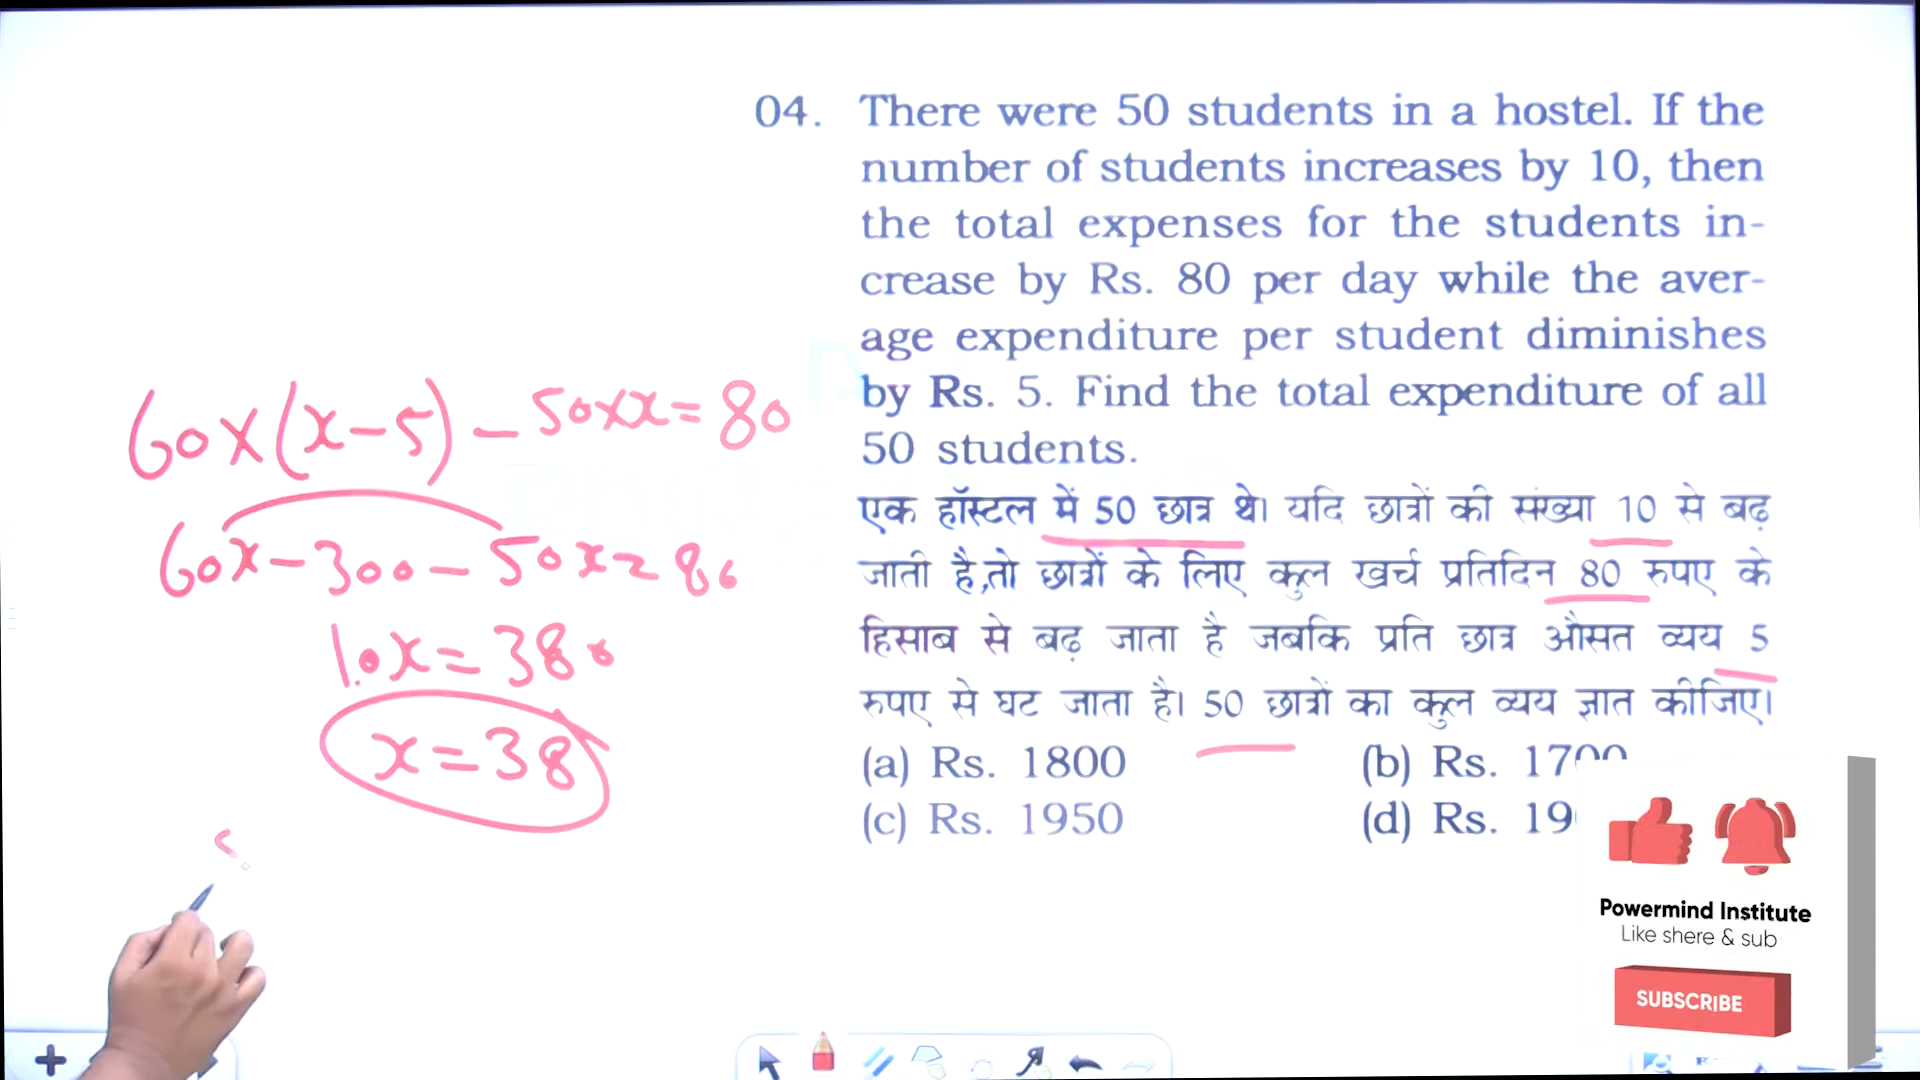 04. There were 50 students in a hostel. If the
number of students increases by 10, then
the total expenses for the students in-
crease by Rs. 80 per day while the aver-
age expenditure per student diminishes
by Rs. 5. Find the total expenditure of all
50 students.
एक हॉस्टल में 50 छात्र थे। यदि छात्रों की संख्या 10 से बढ़
जाती है,तो छात्रों के लिए कुल खर्च प्रतिदिन 80 रुपए के
हिसाब से बढ़ जाता है जबकि प्रति छात्र औसत व्यय 5
रुपए से घट जाता है। 50 छात्रों का कुल व्यय ज्ञात कीजिए।
(a) Rs. 1800 (b) Rs. 17
(c) Rs. 1950 (d) Rs. 19
60×(x-5)-50×x=80
60x-300-50x=80
10x=380
x=38
Powermind Institute
Like shere & sub
SUBSCRIBE